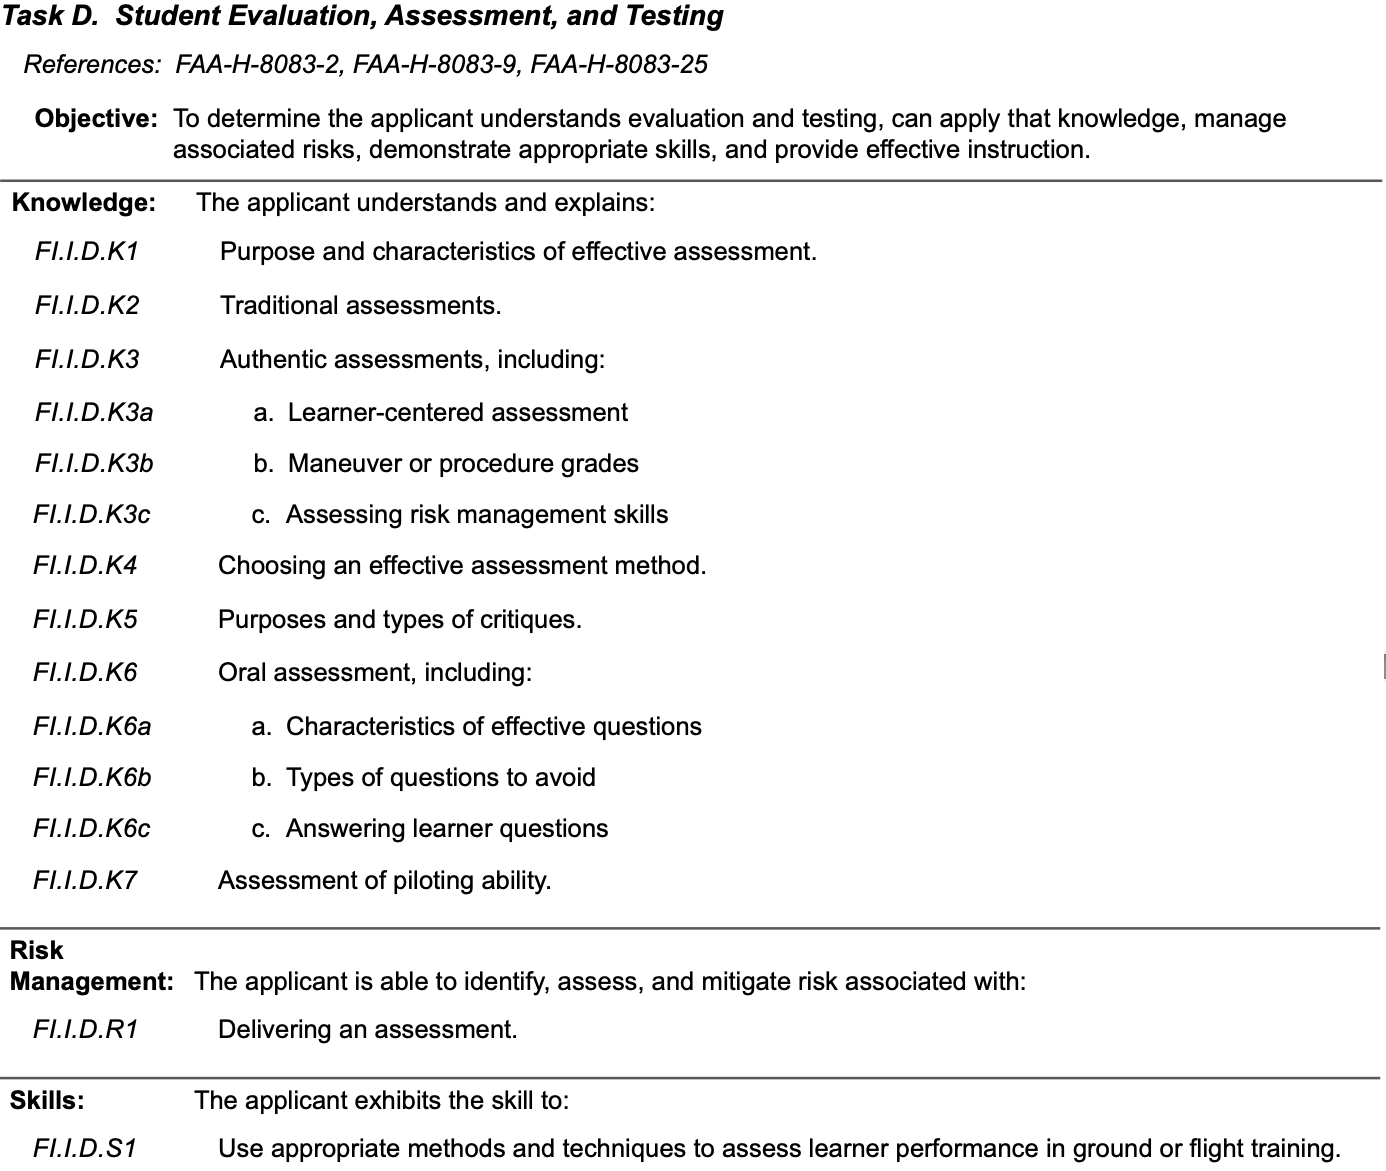 Task D. Student Evaluation, Assessment, and Testing
References: FAA-H-8083-2, FAA-H-8083-9, FAA-H-8083-25
Objective: To determine the applicant understands evaluation and testing, can apply that knowledge, manage
associated risks, demonstrate appropriate skills, and provide effective instruction.
Knowledge: The applicant understands and explains:
FI.I.D.K1 Purpose and characteristics of effective assessment.
FI.I.D.K2 Traditional assessments.
FI.I.D.K3 Authentic assessments, including:
FI.I.D.K3a a. Learner-centered assessment
FI.I.D.K3b b. Maneuver or procedure grades
FI.I.D.K3c c. Assessing risk management skills
FI.I.D.K4 Choosing an effective assessment method.
FI.I.D.K5 Purposes and types of critiques.
FI.I.D.K6 Oral assessment, including:
FI.I.D.K6a a. Characteristics of effective questions
FI.I.D.K6b b. Types of questions to avoid
FI.I.D.K6c c. Answering learner questions
FI.I.D.K7 Assessment of piloting ability.
Risk
Management: The applicant is able to identify, assess, and mitigate risk associated with:
FI.I.D.R1 Delivering an assessment.
Skills: The applicant exhibits the skill to:
FI.I.D.S1 Use appropriate methods and techniques to assess learner performance in ground or flight training.